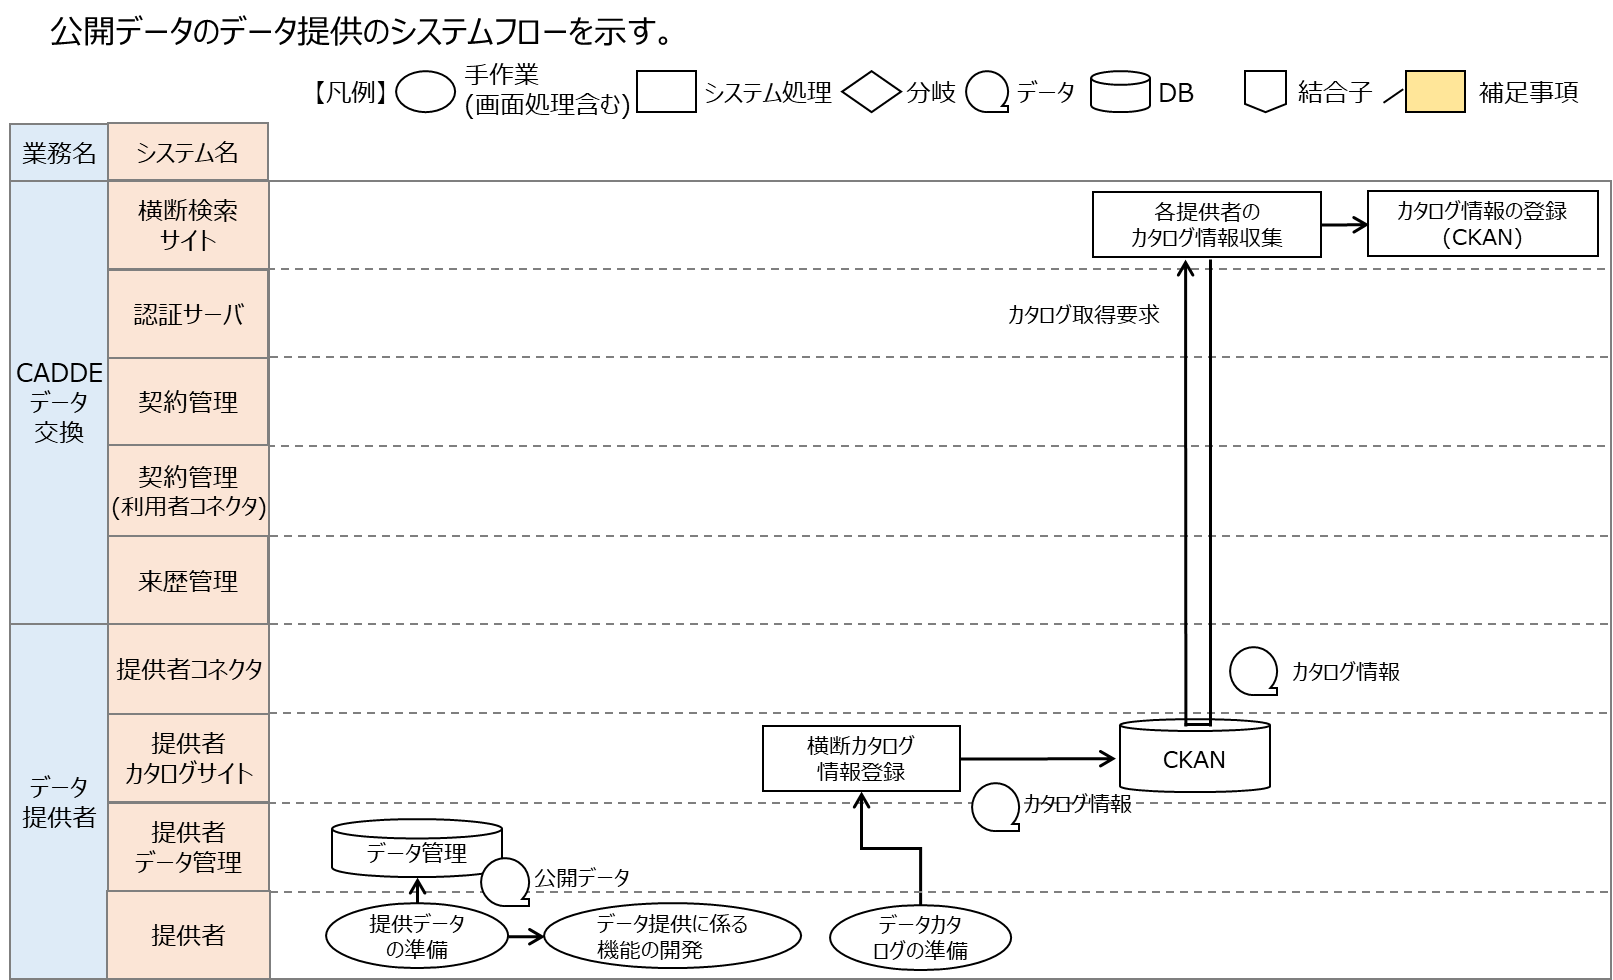 公開データのデータ提供のシステムフローを示す。
【凡例】
手作業
(画面処理含む)
システム処理
分岐
データ
DB
結合子
補足事項
業務名
システム名
CADDE
データ
交換
横断検索
サイト
各提供者の
カタログ情報収集
カタログ情報の登録
(CKAN)
認証サーバ
カタログ取得要求
契約管理
契約管理
(利用者コネクタ)
来歴管理
データ
提供者
提供者コネクタ
カタログ情報
提供者
カタログサイト
横断カタログ
情報登録
CKAN
カタログ情報
提供者
データ管理
データ管理
公開データ
提供者
提供データ
の準備
データ提供に係る
機能の開発
データカタ
ログの準備